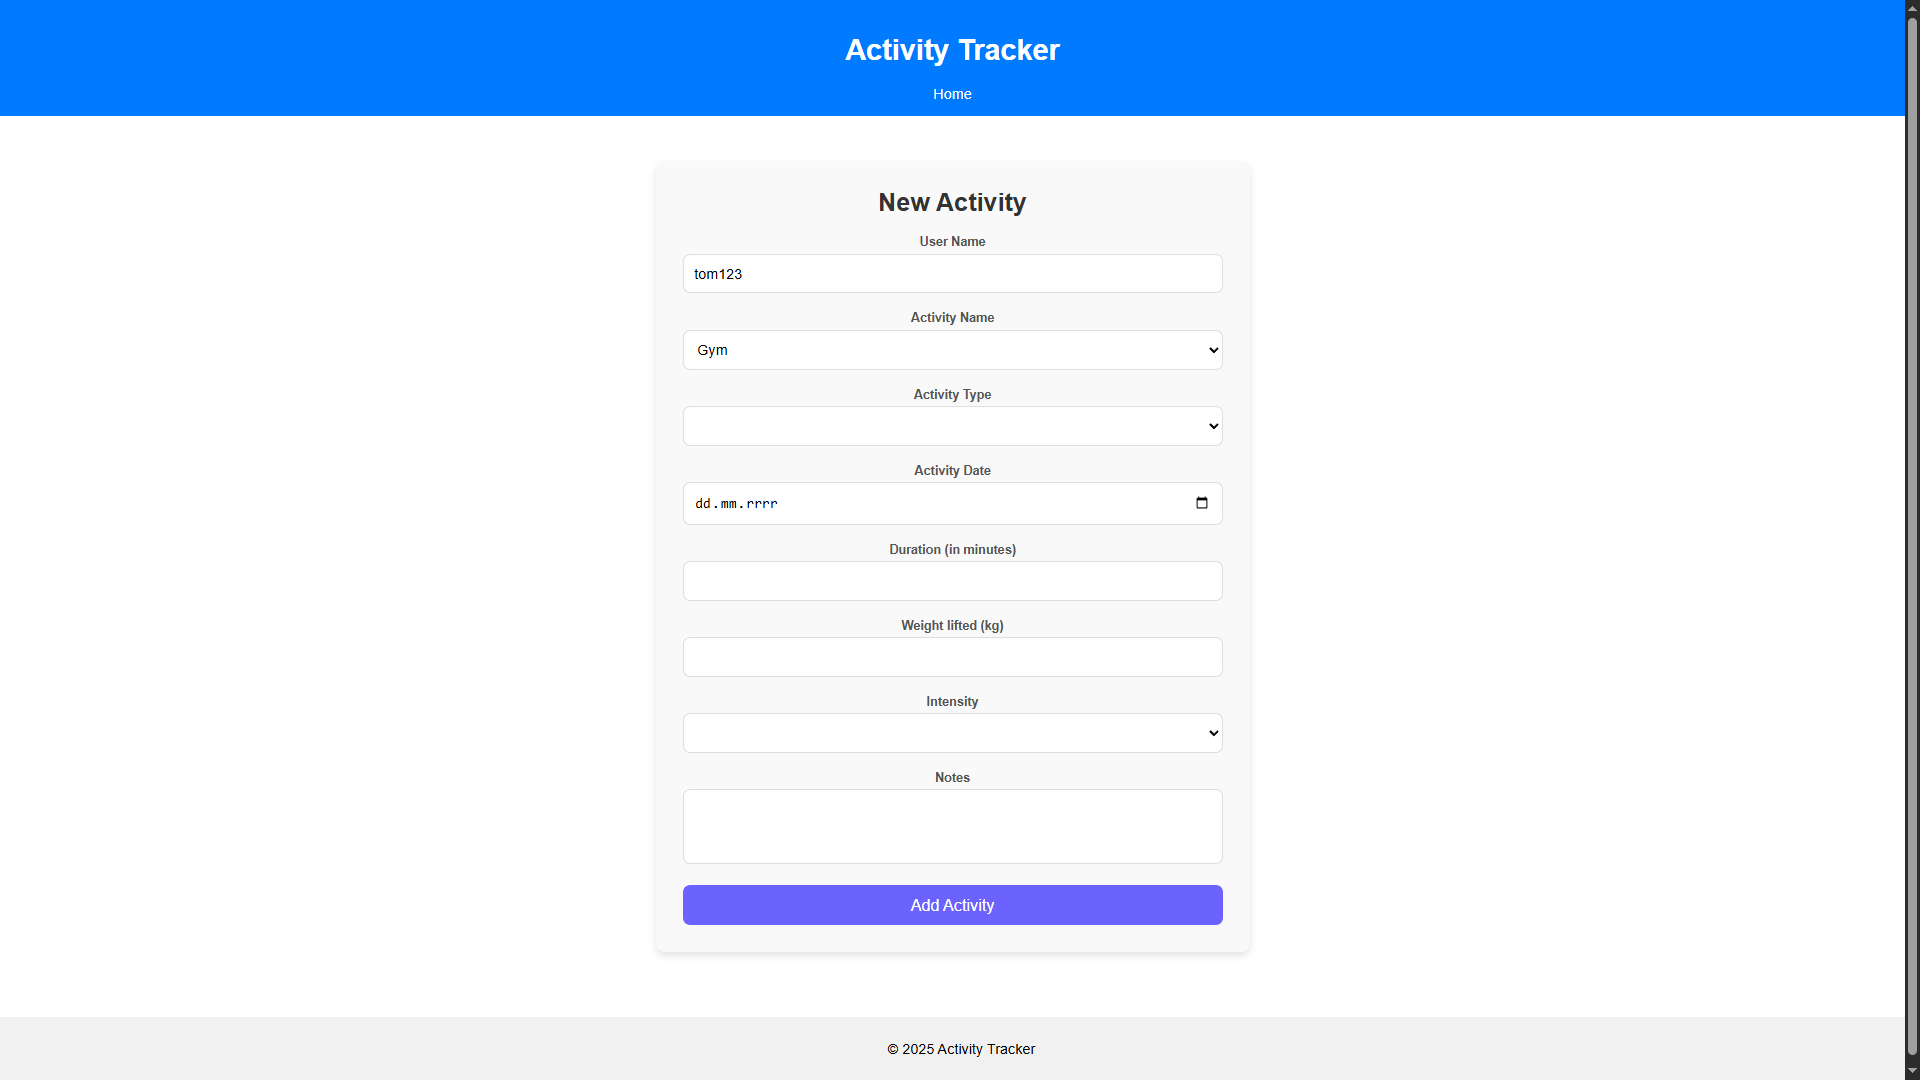 Activity Tracker
Home
New Activity
User Name
tom123
Activity Name
Gym
Activity Type
Activity Date
dd.mm.rrrr
Duration (in minutes)
Weight lifted (kg)
Intensity
Notes
Add Activity
© 2025 Activity Tracker